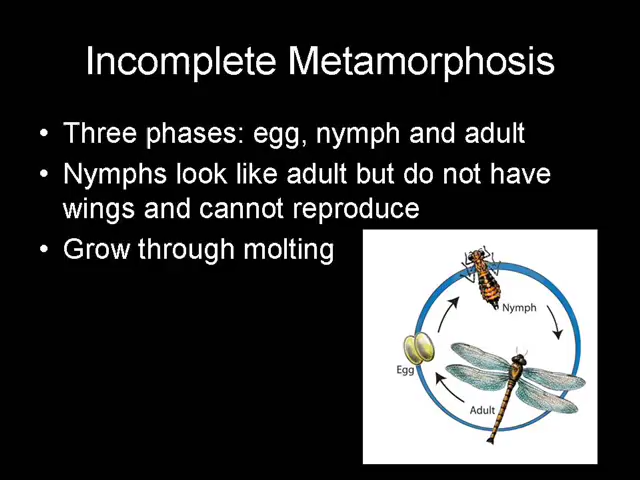 Incomplete Metamorphosis
• Three phases: egg, nymph and adult
• Nymphs look like adult but do not have
wings and cannot reproduce
• Grow through molting
Nymph
Egg
Adult